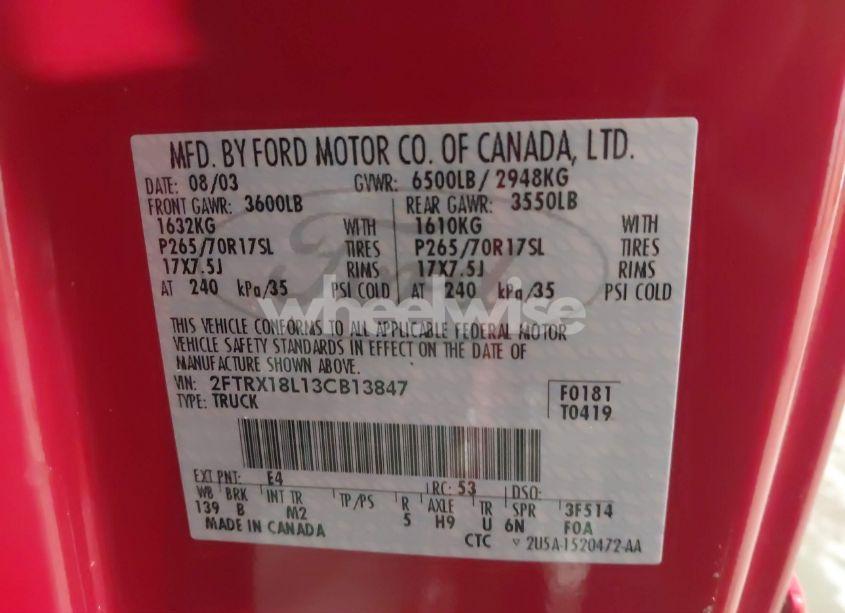 MFD. BY FORD MOTOR CO. OF CANADA, LTD.
DATE: 08/03 GVWR: 6500LB/ 2948KG
FRONT GAWR: 3600LB REAR GAWR: 3550LB
1632KG WITH 1610KG WITH
P265/70R17SL TIRES P265/70R17SL TIRES
17X7.5J RIMS 17X7.5J RIMS
AT 240 kPa/35 PSI COLD AT 240 kPa/35 PSI COLD
Ford
wheelwise
THIS VEHICLE CONFORMS TO ALL APPLICABLE FEDERAL MOTOR
VEHICLE SAFETY STANDARDS IN EFFECT ON THE DATE OF
MANUFACTURE SHOWN ABOVE.
VIN: 2FTRX18L13CB13847 F0181
TYPE: TRUCK T0419
EXT PNT: E4 RC: 53 DSO:
WB BRK INT TR TP/PS R AXLE TR SPR 3F514
139 B M2 5 H9 U 6N FOA
MADE IN CANADA
CTC ▿ 2U5A-1520472-AA